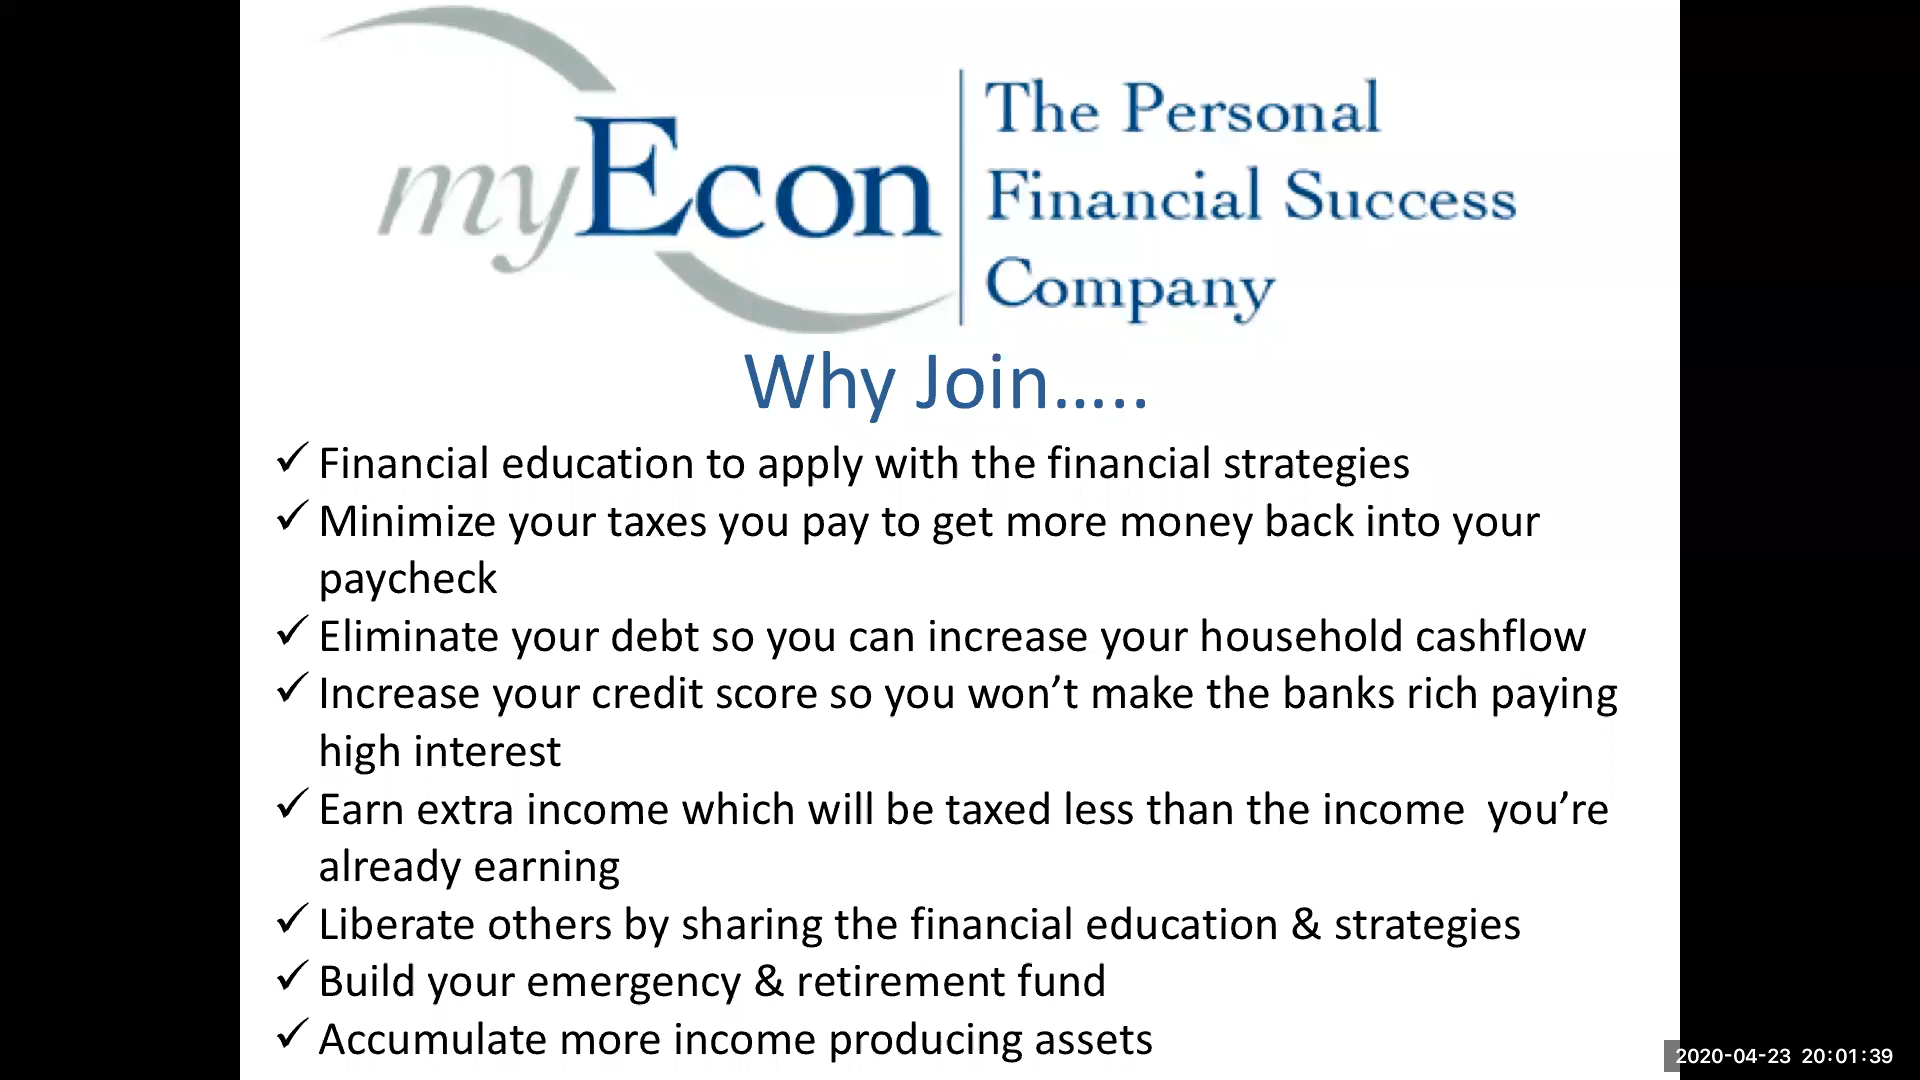 myEcon
The Personal
Financial Success
Company
Why Join.....
✓ Financial education to apply with the financial strategies
✓ Minimize your taxes you pay to get more money back into your
paycheck
✓ Eliminate your debt so you can increase your household cashflow
✓ Increase your credit score so you won’t make the banks rich paying
high interest
✓ Earn extra income which will be taxed less than the income  you’re
already earning
✓ Liberate others by sharing the financial education & strategies
✓ Build your emergency & retirement fund
✓ Accumulate more income producing assets
2020-04-23 20:01:39